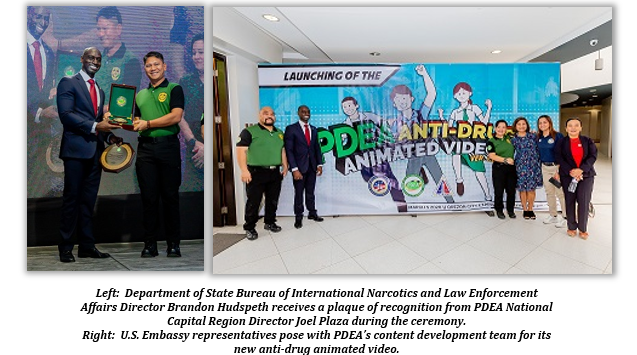 LAUNCHING OF THE
PDEA ANTI-DRUG
ANIMATED VIDEO
Left: Department of State Bureau of International Narcotics and Law Enforcement
Affairs Director Brandon Hudspeth receives a plaque of recognition from PDEA National
Capital Region Director Joel Plaza during the ceremony.
Right: U.S. Embassy representatives pose with PDEA's content development team for its
new anti-drug animated video.